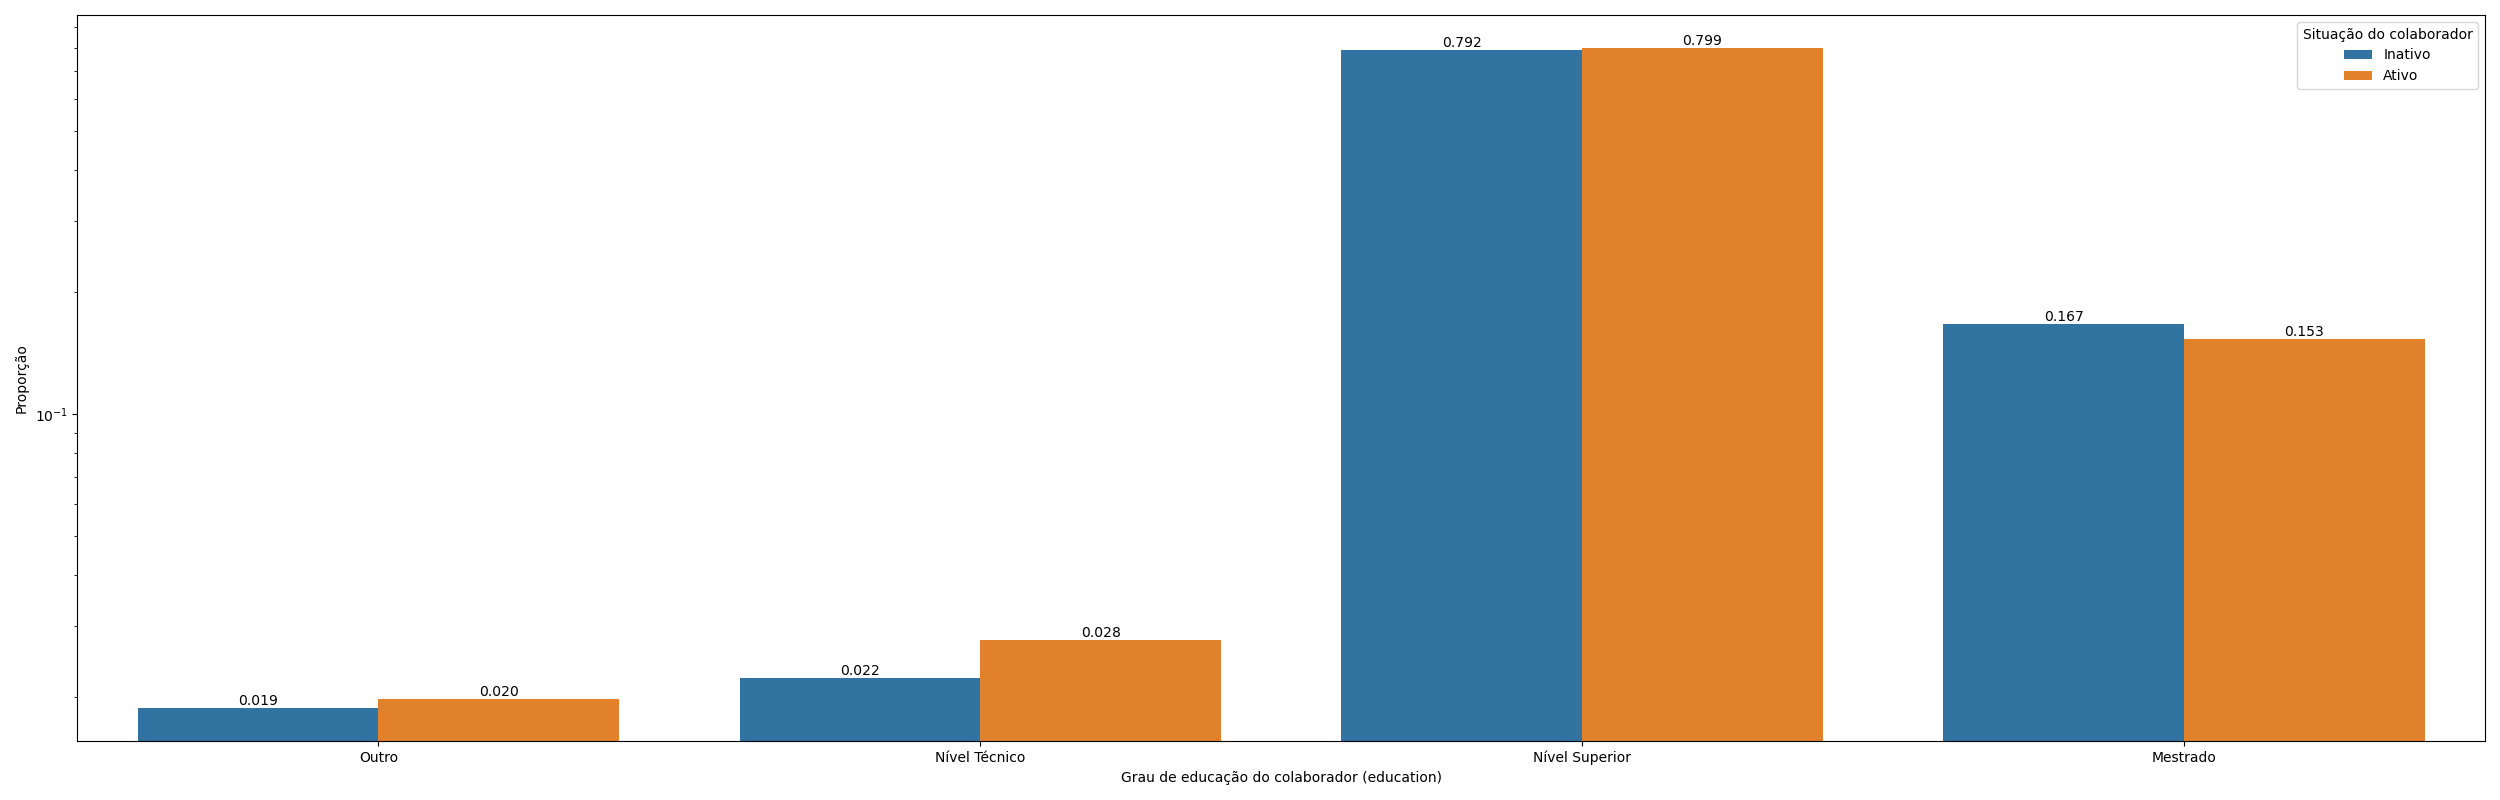 Situação do colaborador
Inativo
Ativo
0.792
0.799
0.167
0.153
0.028
0.022
0.020
0.019
Proporção
10⁻¹
Outro
Nível Técnico
Nível Superior
Mestrado
Grau de educação do colaborador (education)